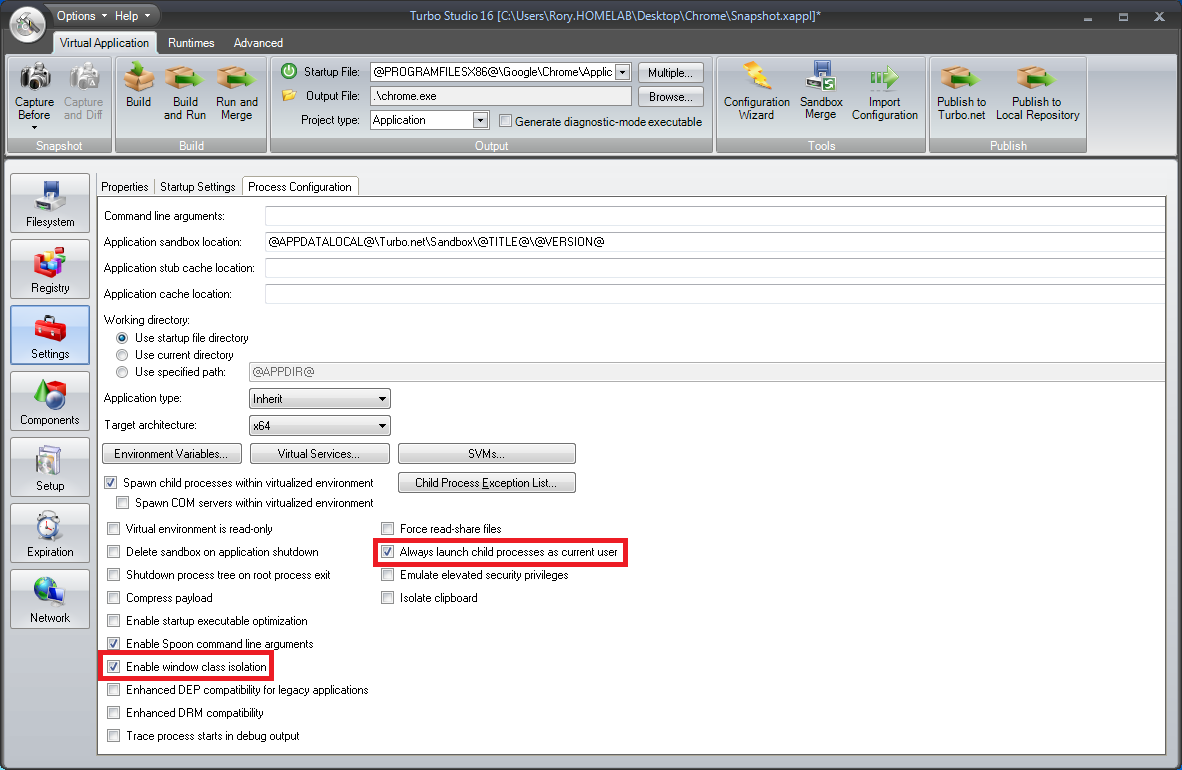 Options Help Turbo Studio 16 [C:\Users\Rory.HOMELAB\Desktop\Chrome\Snapshot.xappl]*
Virtual Application Runtimes Advanced
Capture Before
Capture and Diff
Snapshot
Build
Build and Run
Run and Merge
Build
Startup File: @PROGRAMFILESX86@\Google\Chrome\Applic Multiple...
Output File: .\chrome.exe Browse...
Project type: Application Generate diagnostic-mode executable
Output
Configuration Wizard
Sandbox Merge
Import Configuration
Tools
Publish to Turbo.net
Publish to Local Repository
Publish
Filesystem
Registry
Settings
Components
Setup
Expiration
Network
Properties Startup Settings Process Configuration
Command line arguments:
Application sandbox location: @APPDATALOCAL@\Turbo.net\Sandbox\@TITLE@\@VERSION@
Application stub cache location:
Application cache location:
Working directory:
Use startup file directory
Use current directory
Use specified path: @APPDIR@
Application type: Inherit
Target architecture: x64
Environment Variables... Virtual Services... SVMs...
Spawn child processes within virtualized environment Child Process Exception List...
Spawn COM servers within virtualized environment
Virtual environment is read-only Force read-share files
Delete sandbox on application shutdown Always launch child processes as current user
Shutdown process tree on root process exit Emulate elevated security privileges
Compress payload Isolate clipboard
Enable startup executable optimization
Enable Spoon command line arguments
Enable window class isolation
Enhanced DEP compatibility for legacy applications
Enhanced DRM compatibility
Trace process starts in debug output